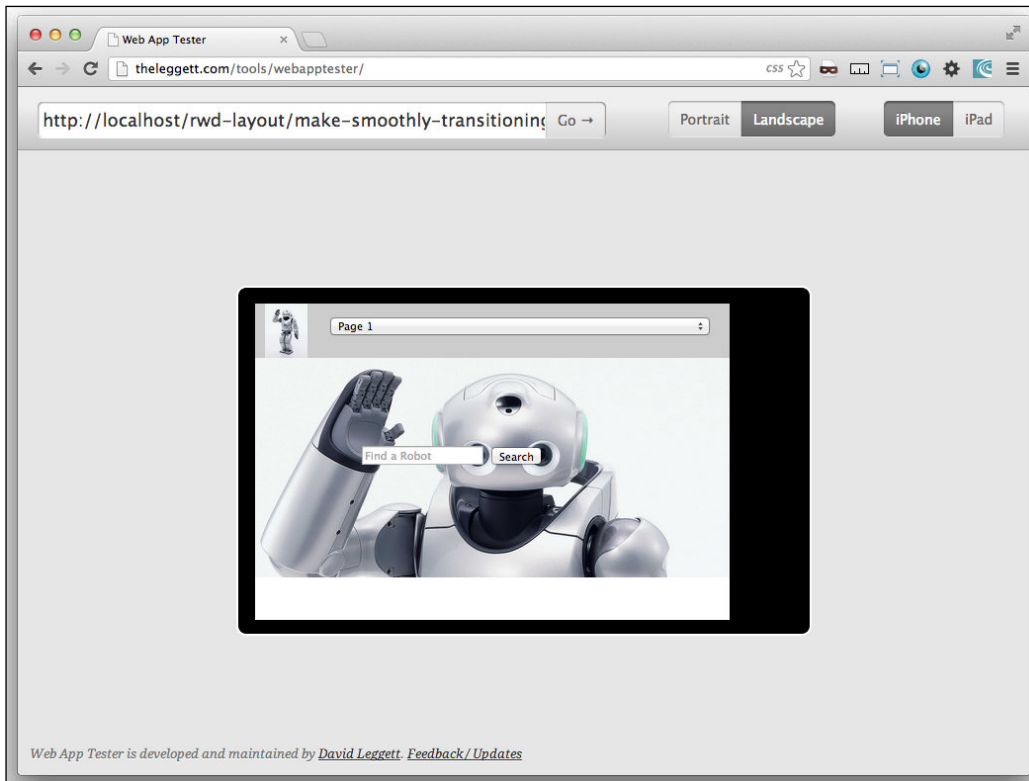 Web App Tester
theleggett.com/tools/webapptester/
css
http://localhost/rwd-layout/make-smoothly-transitioning
Go →
Portrait
Landscape
iPhone
iPad
Page 1
Find a Robot
Search
Web App Tester is developed and maintained by David Leggett. Feedback/Updates